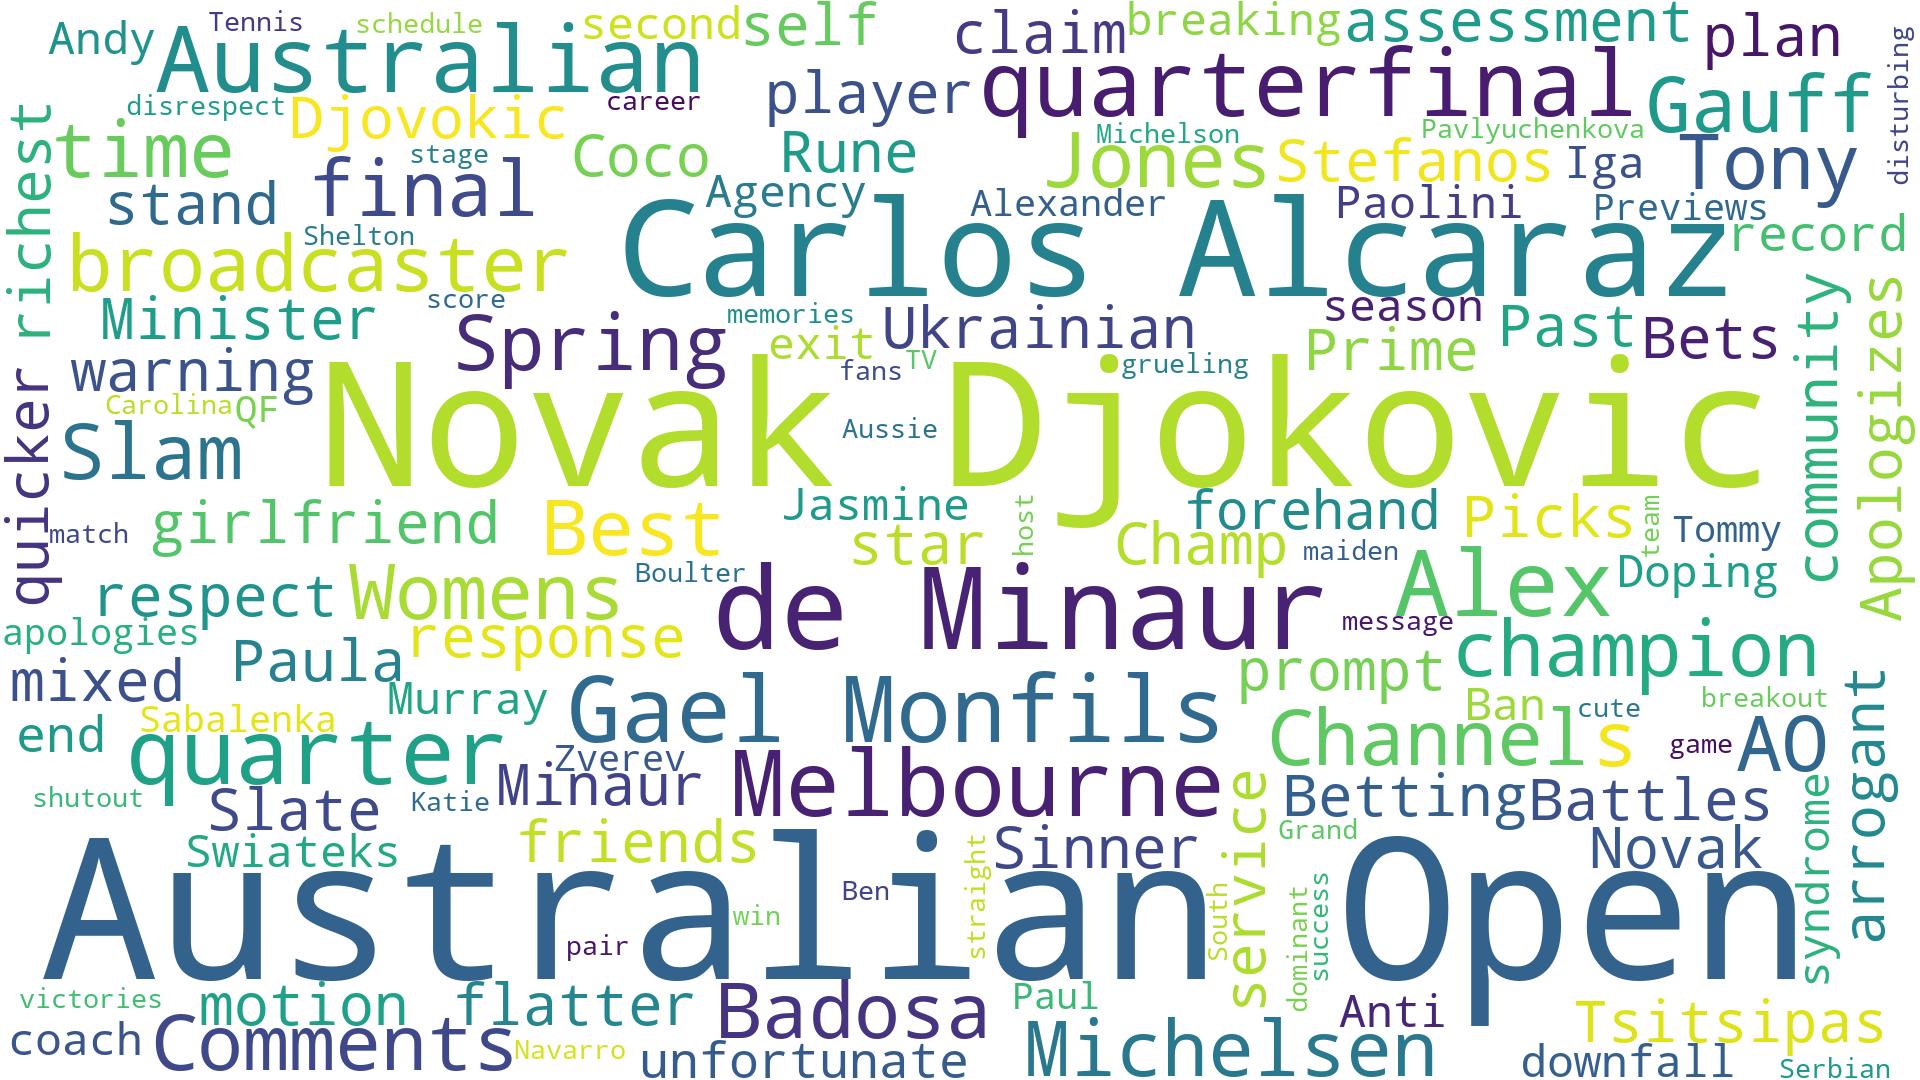 Andy
Tennis
schedule
second
self
claim
breaking
assessment
plan
disturbing
Australian
quarterfinal
player
Gauff
disrespect
Djovokic
career
richest
time
stage
Coco
Rune
Michelson
Jones
Pavlyuchenkova
Stefanos
Iga
Tony
stand
final
Agency
Alexander
Paolini
Previews
Shelton
Carlos Alcaraz
record
broadcaster
Minister
score
Spring
memories
Ukrainian
season
Past
Bets
community
Apologizes
warning
exit
TV
fans
grueling
Prime
quicker
Carolina
QF
Novak Djokovic
Aussie
Slam
match
girlfriend
Best
Jasmine
star
host
forehand
Champ
maiden
Picks
team
Tommy
respect
Womens
Boulter
de Minaur
Alex
Doping
apologies
response
message
champion
mixed
Paula
Murray
Gael Monfils
prompt
Ban
cute
breakout
arrogant
end
Sabalenka
quarter
Zverev
Melbourne
Channel
s
game
AO
shutout
Slate
Katie
Minaur
service
Betting
Battles
syndrome
Swiateks
friends
straight
Sinner
Grand
Novak
Australian Open
Ben
win
pair
South
dominant
success
victories
motion
flatter
Badosa
Paul
Anti
Tsitsipas
coach
Comments
Navarro
unfortunate
Michelsen
downfall
Serbian